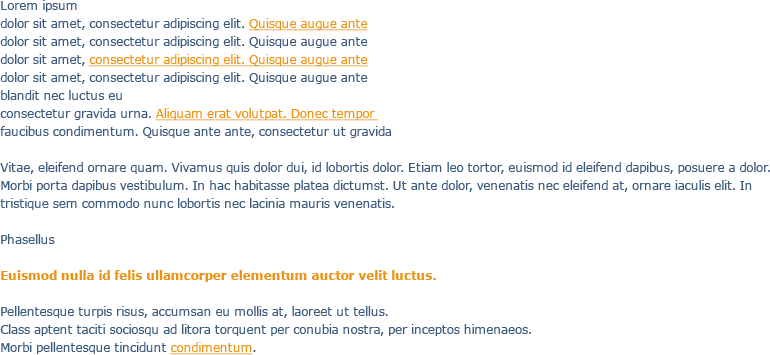 Lorem ipsum
dolor sit amet, consectetur adipiscing elit. Quisque augue ante
dolor sit amet, consectetur adipiscing elit. Quisque augue ante
dolor sit amet, consectetur adipiscing elit. Quisque augue ante
dolor sit amet, consectetur adipiscing elit. Quisque augue ante
blandit nec luctus eu
consectetur gravida urna. Aliquam erat volutpat. Donec tempor
faucibus condimentum. Quisque ante ante, consectetur ut gravida
Vitae, eleifend ornare quam. Vivamus quis dolor dui, id lobortis dolor. Etiam leo tortor, euismod id eleifend dapibus, posuere a dolor.
Morbi porta dapibus vestibulum. In hac habitasse platea dictumst. Ut ante dolor, venenatis nec eleifend at, ornare iaculis elit. In
tristique sem commodo nunc lobortis nec lacinia mauris venenatis.
Phasellus
Euismod nulla id felis ullamcorper elementum auctor velit luctus.
Pellentesque turpis risus, accumsan eu mollis at, laoreet ut tellus.
Class aptent taciti sociosqu ad litora torquent per conubia nostra, per inceptos himenaeos.
Morbi pellentesque tincidunt condimentum.